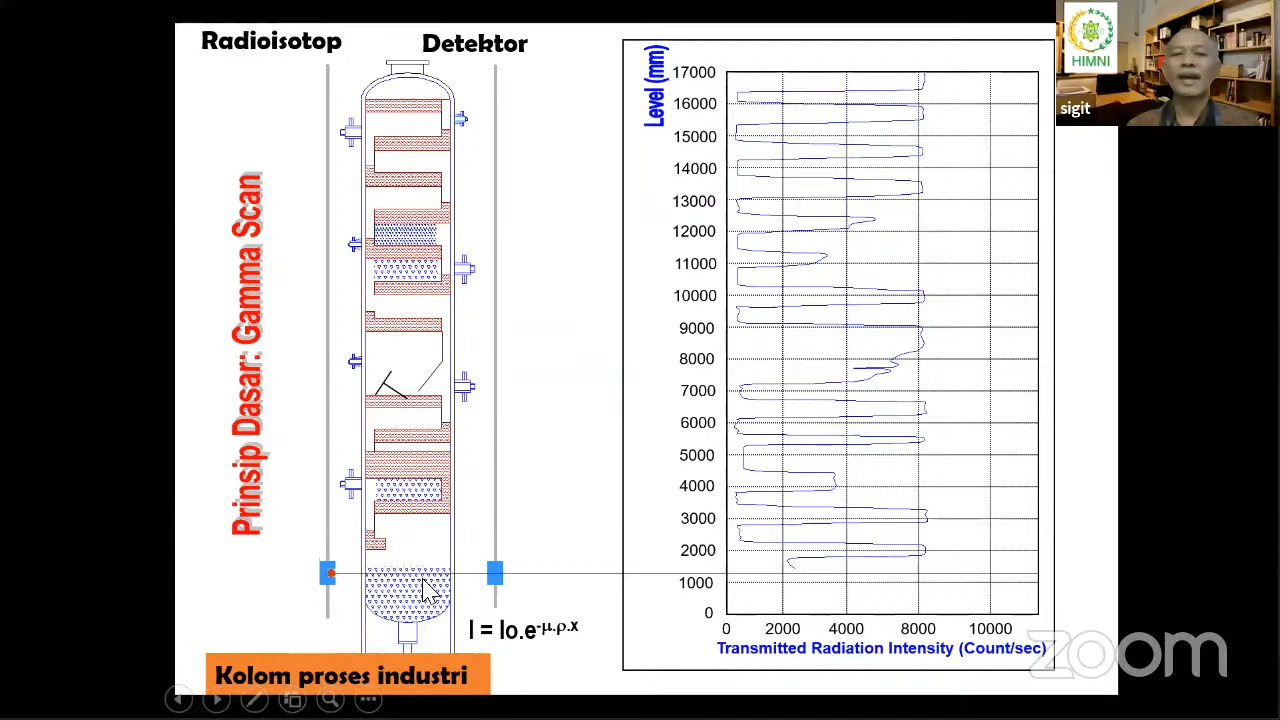 Radioisotop
Detektor
Prinsip Dasar: Gamma Scan
I = Io.e-μ.ρ.x
Kolom proses industri
Level (mm)
17000
16000
15000
14000
13000
12000
11000
10000
9000
8000
7000
6000
5000
4000
3000
2000
1000
0
0 2000 4000 8000 10000
Transmitted Radiation Intensity (Count/sec)
HIMNI
sigit
zoom